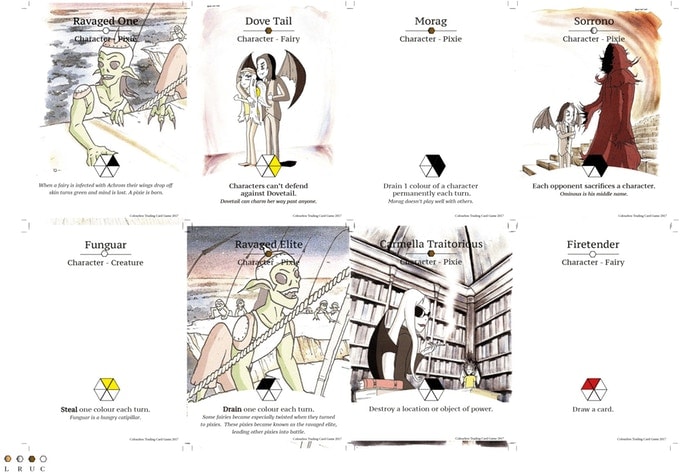 Ravaged One
Character - Pixie
When a fairy is infected with Achron their wings drop off
skin turns green and mind is lost. A pixie is born.
Colourless Trading Card Game 2017
Dove Tail
Character - Fairy
Characters can't defend
against Dovetail.
Dovetail can charm her way past anyone.
Colourless Trading Card Game 2017
Morag
Character - Pixie
Drain 1 colour of a character
permanently each turn.
Morag doesn't play well with others.
Colourless Trading Card Game 2017
Sorrono
Character - Pixie
Each opponent sacrifices a character.
Ominous is his middle name.
Colourless Trading Card Game 2017
Funguar
Character - Creature
Steal one colour each turn.
Funguar is a hungry catipillar.
Colourless Trading Card Game 2017
Ravaged Elite
Character - Pixie
Drain one colour each turn.
Some fairies became especially twisted when they turned
to pixies. These pixies became known as the ravaged elite,
leading other pixies into battle.
Colourless Trading Card Game 2017
Carmella Traitorious
Character - Pixie
Destroy a location or object of power.
Colourless Trading Card Game 2017
Firetender
Character - Fairy
Draw a card.
Colourless Trading Card Game 2017
L R U C